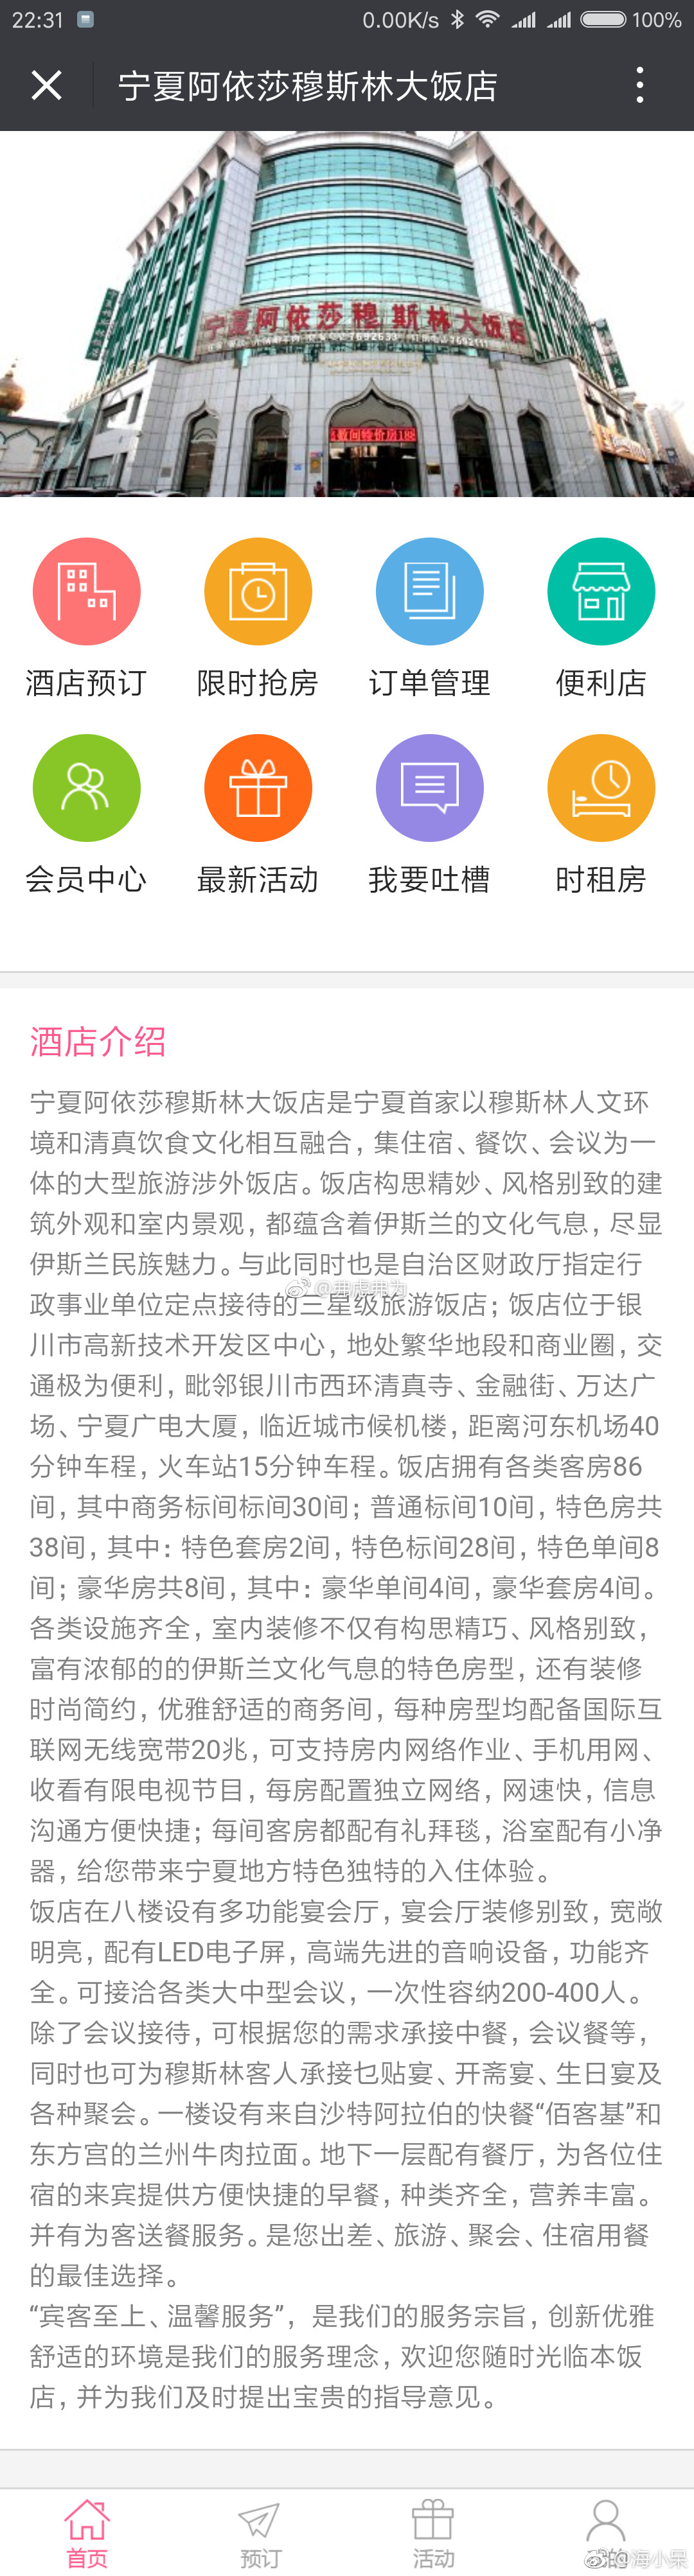 22:31
0.00K/s
100%
宁夏阿依莎穆斯林大饭店
宁夏阿依莎穆斯林大饭店
数间特价房188
酒店预订
限时抢房
订单管理
便利店
会员中心
最新活动
我要吐槽
时租房
酒店介绍
宁夏阿依莎穆斯林大饭店是宁夏首家以穆斯林人文环
境和清真饮食文化相互融合，集住宿、餐饮、会议为一
体的大型旅游涉外饭店。饭店构思精妙、风格别致的建
筑外观和室内景观，都蕴含着伊斯兰的文化气息，尽显
伊斯兰民族魅力。与此同时也是自治区财政厅指定行
@弗虑弗为
政事业单位定点接待的三星级旅游饭店；饭店位于银
川市高新技术开发区中心，地处繁华地段和商业圈，交
通极为便利，毗邻银川市西环清真寺、金融街、万达广
场、宁夏广电大厦，临近城市候机楼，距离河东机场40
分钟车程，火车站15分钟车程。饭店拥有各类客房86
间，其中商务标间标间30间；普通标间10间，特色房共
38间，其中：特色套房2间，特色标间28间，特色单间8
间；豪华房共8间，其中：豪华单间4间，豪华套房4间。
各类设施齐全，室内装修不仅有构思精巧、风格别致，
富有浓郁的的伊斯兰文化气息的特色房型，还有装修
时尚简约，优雅舒适的商务间，每种房型均配备国际互
联网无线宽带20兆，可支持房内网络作业、手机用网、
收看有限电视节目，每房配置独立网络，网速快，信息
沟通方便快捷；每间客房都配有礼拜毯，浴室配有小净
器，给您带来宁夏地方特色独特的入住体验。
饭店在八楼设有多功能宴会厅，宴会厅装修别致，宽敞
明亮，配有LED电子屏，高端先进的音响设备，功能齐
全。可接洽各类大中型会议，一次性容纳200-400人。
除了会议接待，可根据您的需求承接中餐，会议餐等，
同时也可为穆斯林客人承接乜贴宴、开斋宴、生日宴及
各种聚会。一楼设有来自沙特阿拉伯的快餐“佰客基”和
东方宫的兰州牛肉拉面。地下一层配有餐厅，为各位住
宿的来宾提供方便快捷的早餐，种类齐全，营养丰富。
并有为客送餐服务。是您出差、旅游、聚会、住宿用餐
的最佳选择。
“宾客至上、温馨服务”，是我们的服务宗旨，创新优雅
舒适的环境是我们的服务理念，欢迎您随时光临本饭
店，并为我们及时提出宝贵的指导意见。
首页
预订
活动